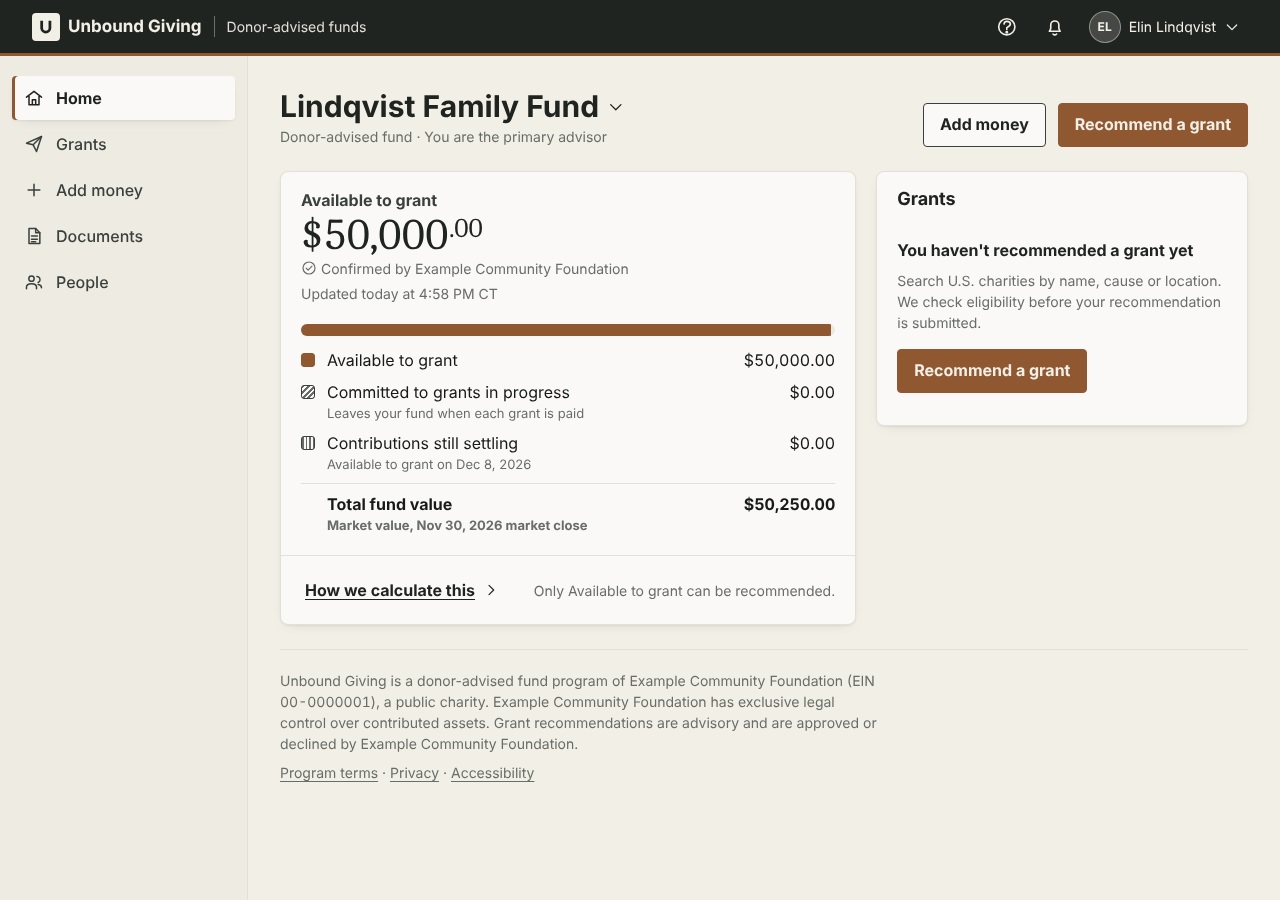 U Unbound Giving Donor-advised funds EL Elin Lindqvist
Home
Grants
Add money
Documents
People
Lindqvist Family Fund
Donor-advised fund · You are the primary advisor
Add money Recommend a grant
Available to grant
$50,000.00
Confirmed by Example Community Foundation
Updated today at 4:58 PM CT
Available to grant $50,000.00
Committed to grants in progress $0.00
Leaves your fund when each grant is paid
Contributions still settling $0.00
Available to grant on Dec 8, 2026
Total fund value $50,250.00
Market value, Nov 30, 2026 market close
How we calculate this Only Available to grant can be recommended.
Grants
You haven't recommended a grant yet
Search U.S. charities by name, cause or location.
We check eligibility before your recommendation
is submitted.
Recommend a grant
Unbound Giving is a donor-advised fund program of Example Community Foundation (EIN
00-0000001), a public charity. Example Community Foundation has exclusive legal
control over contributed assets. Grant recommendations are advisory and are approved or
declined by Example Community Foundation.
Program terms · Privacy · Accessibility